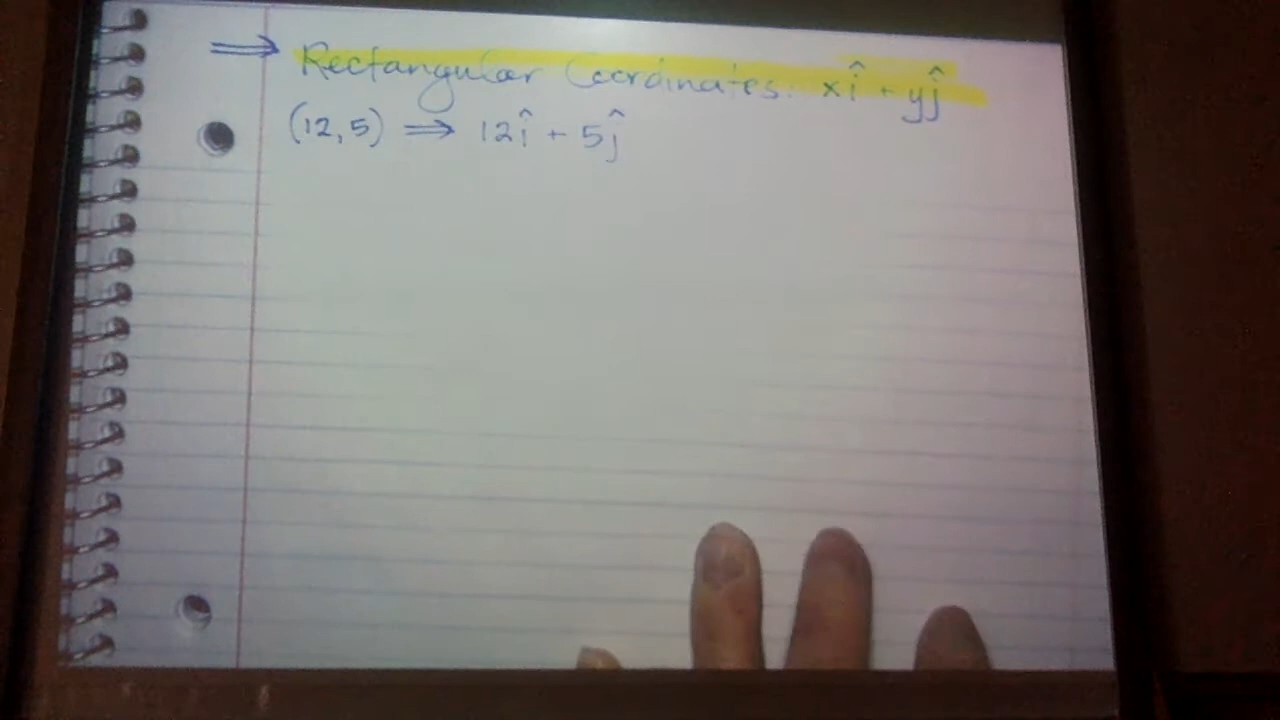 ⇒ Rectangular Coordinates: xî + yĵ
(12,5) ⇒ 12î + 5ĵ